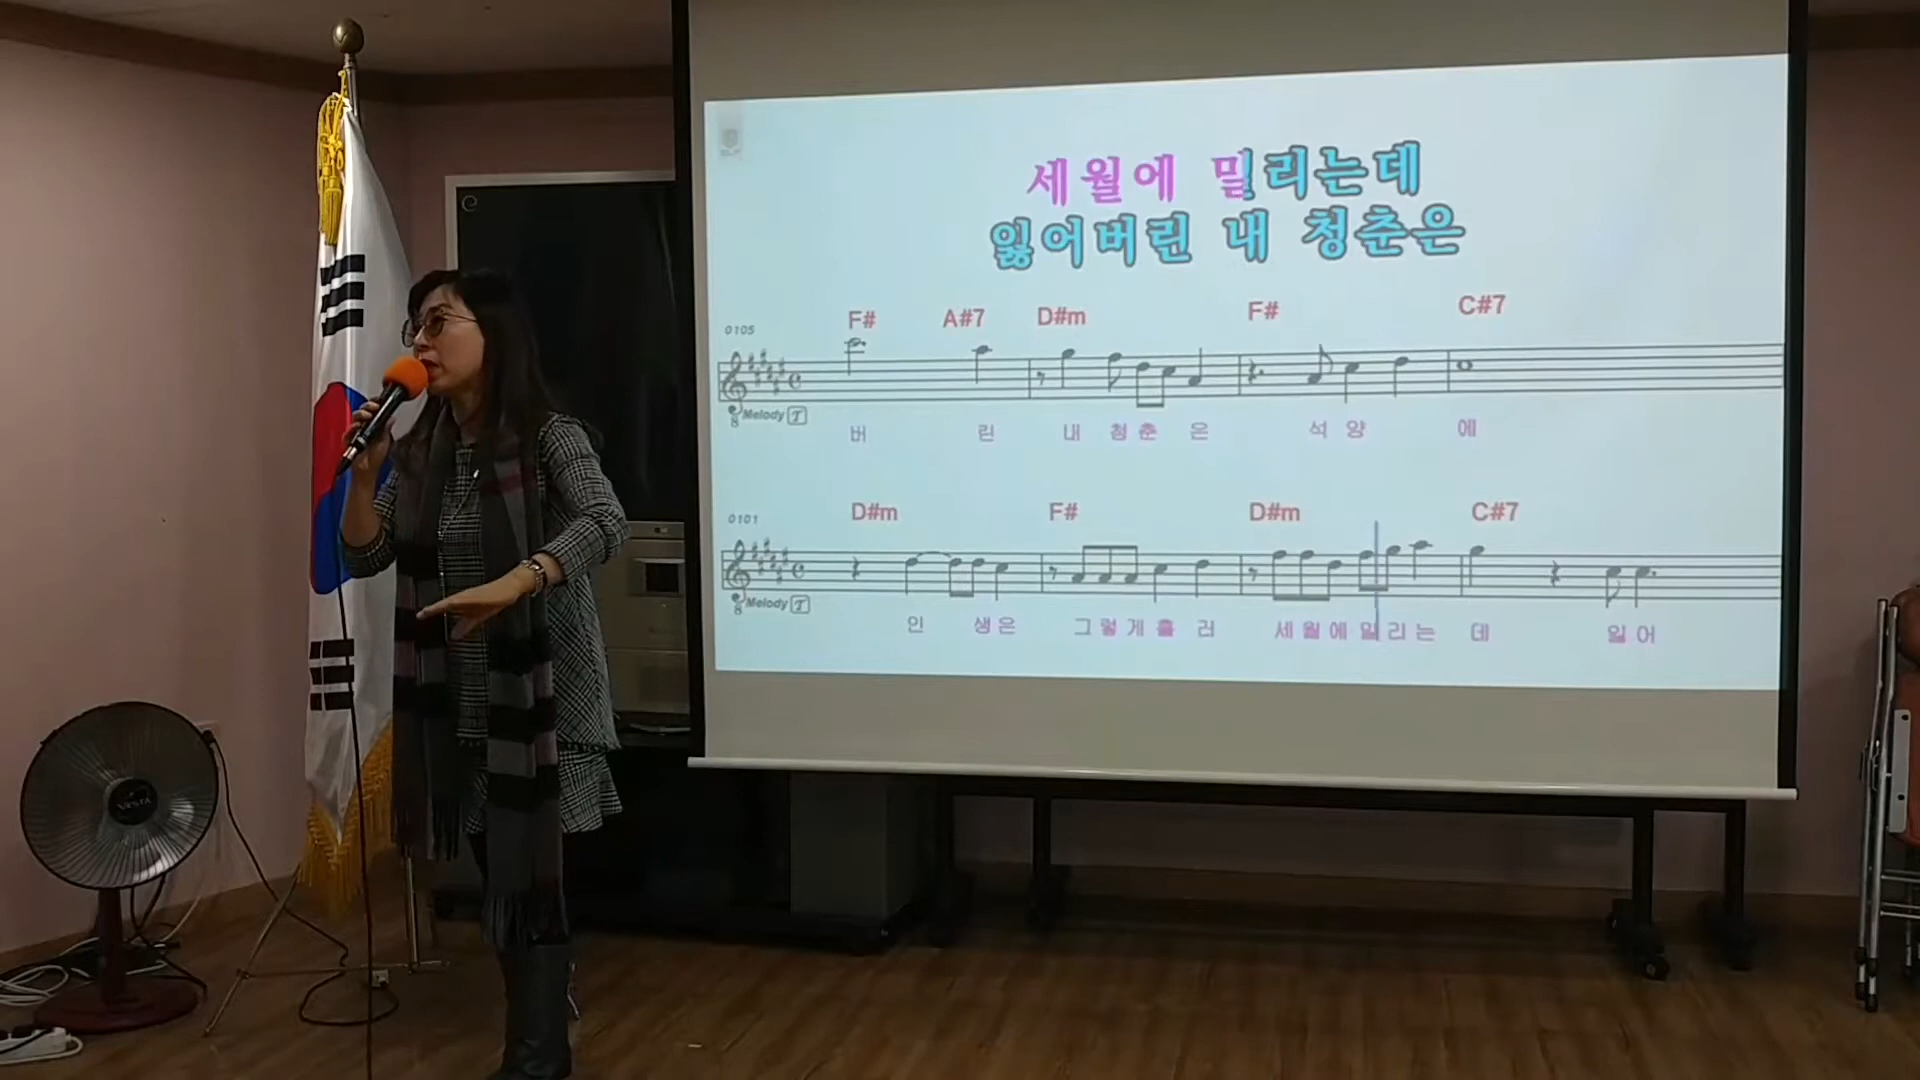 세월에 밀리는데
잃어버린 내 청춘은
F# A#7 D#m F# C#7
0105
Melody
버 린 내 청 춘 은 석 양 에
D#m F# D#m C#7
0101
Melody
인 생 은 그 렇 게 흘 러 세 월 에 밀 리 는 데 잃 어
VESTA